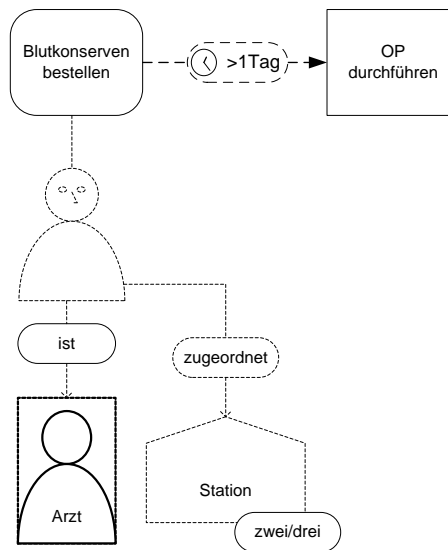 Blutkonserven
bestellen
>1Tag
OP
durchführen
ist
zugeordnet
Arzt
Station
zwei/drei